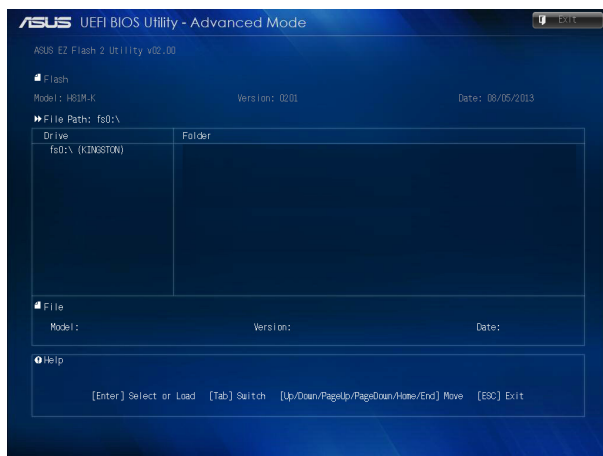 ASUS UEFI BIOS Utility - Advanced Mode
Exit
ASUS EZ Flash 2 Utility v02.00
Flash
Model: H81M-K Version: 0201 Date: 08/05/2013
File Path: fs0:\
Drive Folder
fs0:\ (KINGSTON)
File
Model: Version: Date:
Help
[Enter] Select or Load [Tab] Switch [Up/Down/PageUp/PageDown/Home/End] Move [ESC] Exit